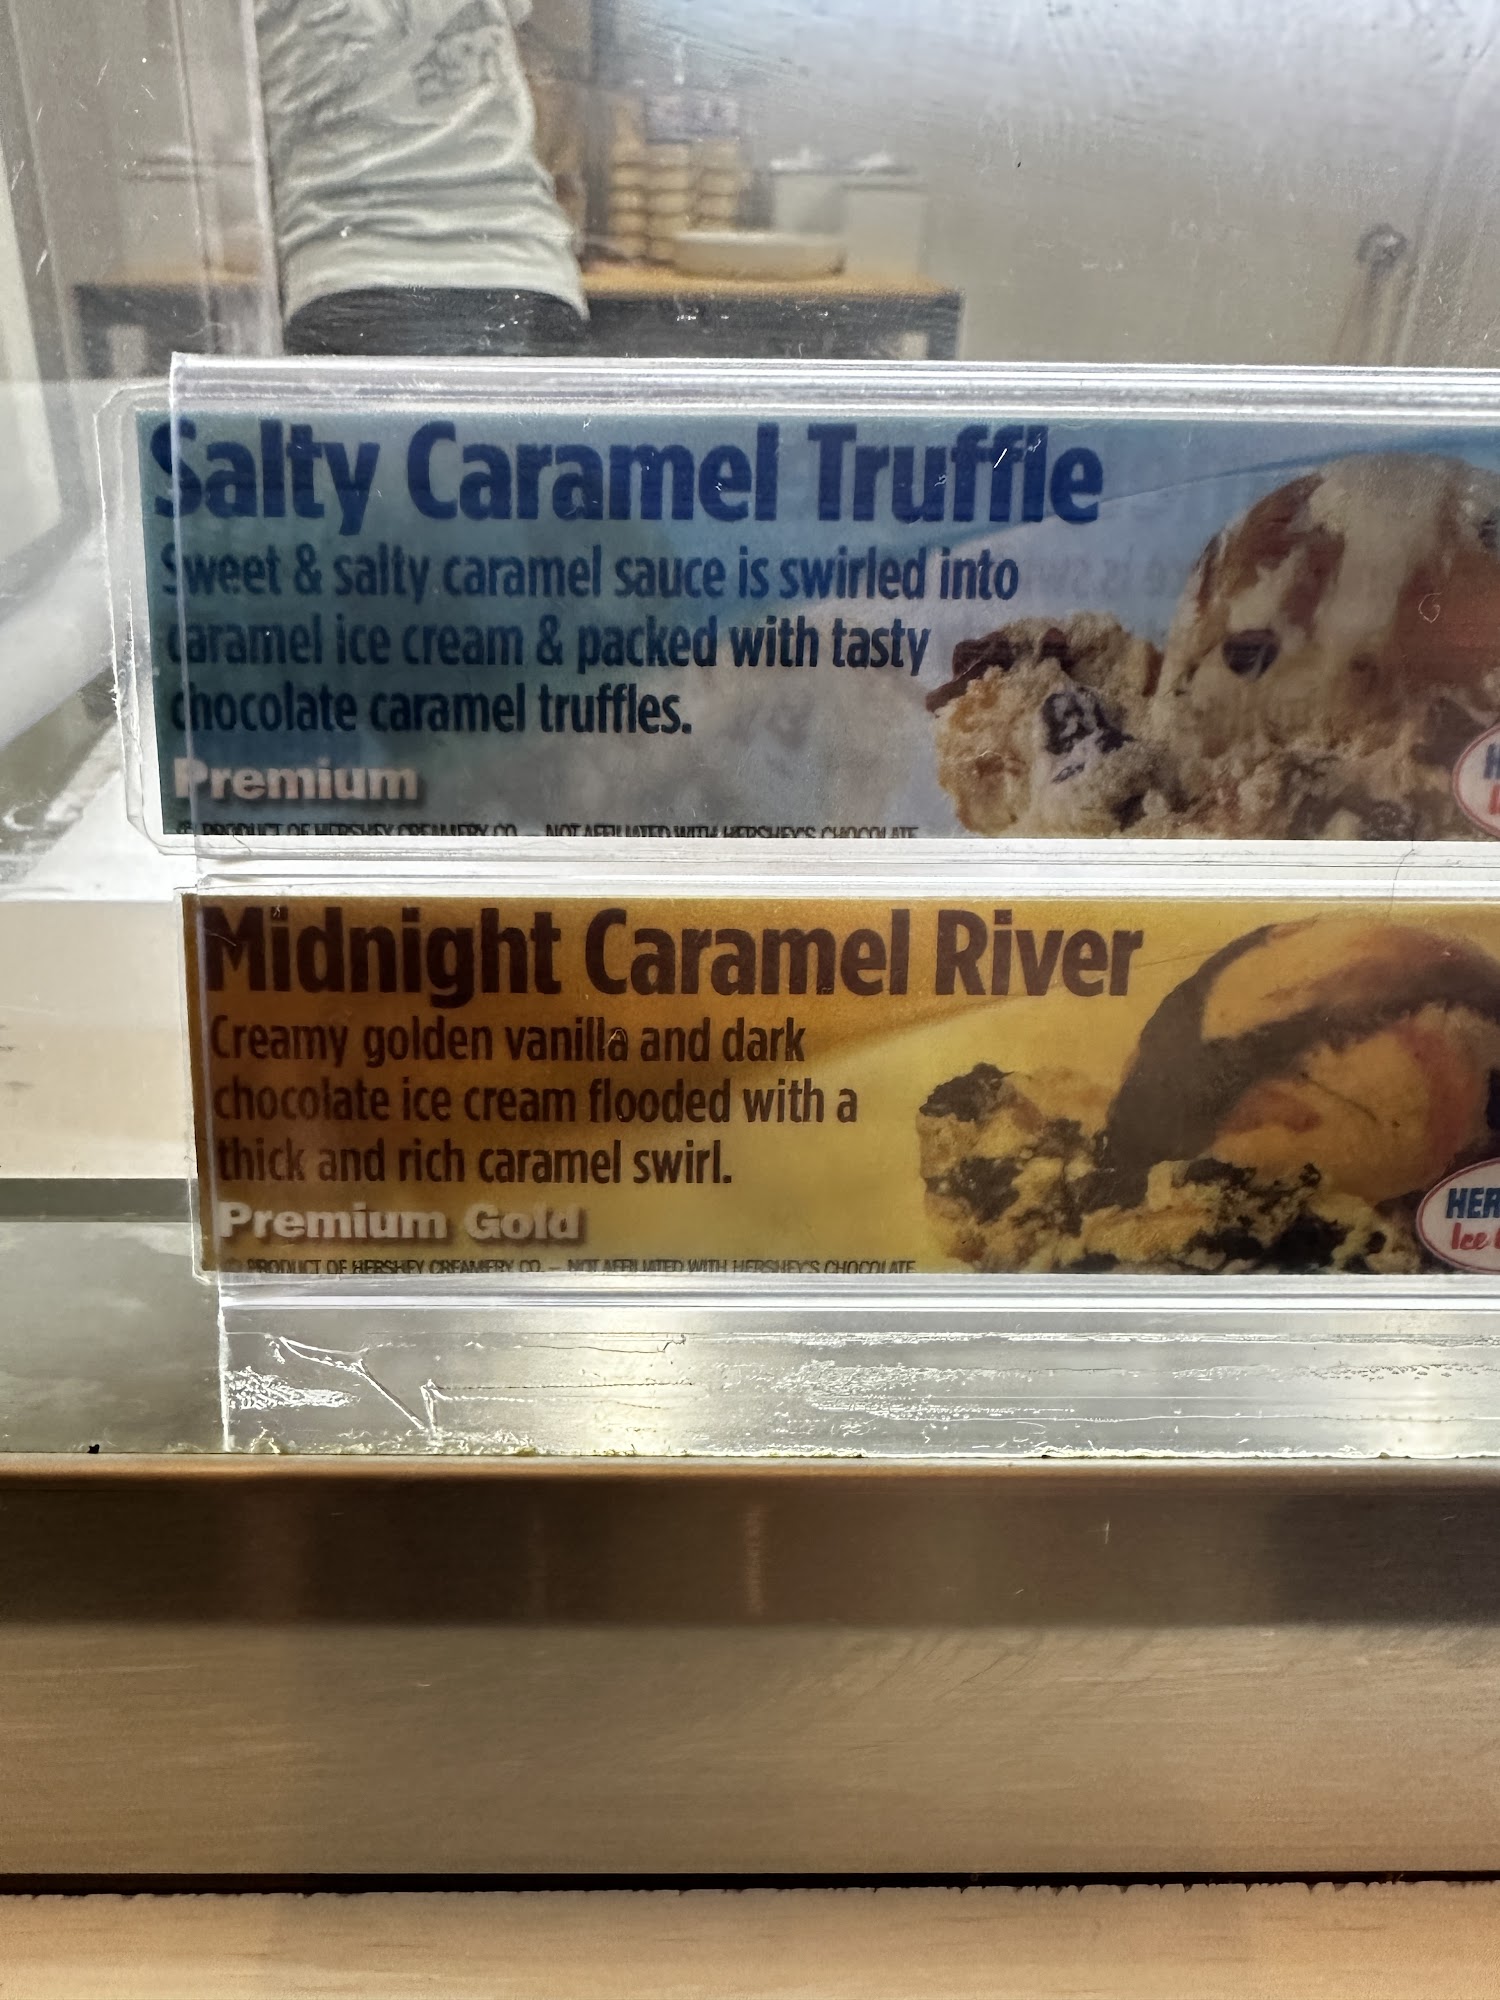 Salty Caramel Truffle
Sweet & salty caramel sauce is swirled into
caramel ice cream & packed with tasty
chocolate caramel truffles.
Premium
PRODUCT OF HERSHEY CREAMERY CO. — NOT AFFILIATED WITH HERSHEY'S CHOCOLATE
Midnight Caramel River
Creamy golden vanilla and dark
chocolate ice cream flooded with a
thick and rich caramel swirl.
HER
Ice
Premium Gold
PRODUCT OF HERSHEY CREAMERY CO. — NOT AFFILIATED WITH HERSHEY'S CHOCOLATE